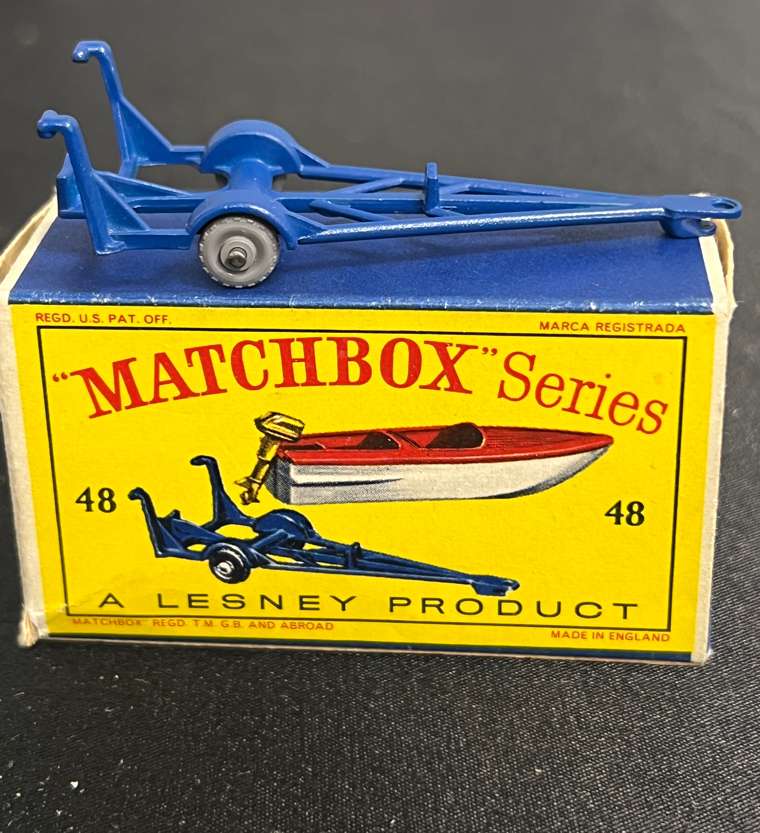 REGD. U.S. PAT. OFF.
MARCA REGISTRADA
"MATCHBOX" Series
48
48
A LESNEY PRODUCT
"MATCHBOX" REGD. T.M. G.B. AND ABROAD
MADE IN ENGLAND